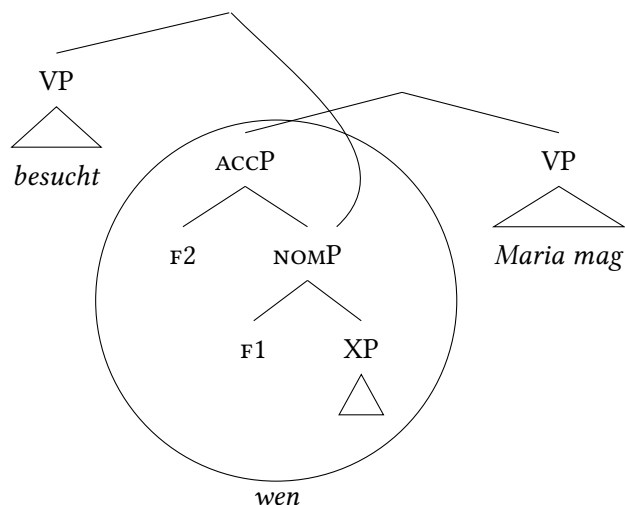 VP
besucht
ACCP
VP
F2
NOMP
Maria mag
F1
XP
wen